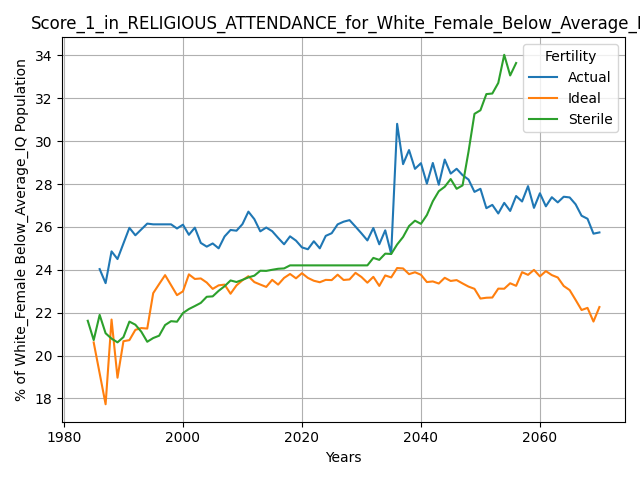 Score_1_in_RELIGIOUS_ATTENDANCE_for_White_Female_Below_Average_I
% of White_Female Below_Average_IQ Population
34
32
30
28
26
24
22
20
18
Fertility
Actual
Ideal
Sterile
1980 2000 2020 2040 2060
Years